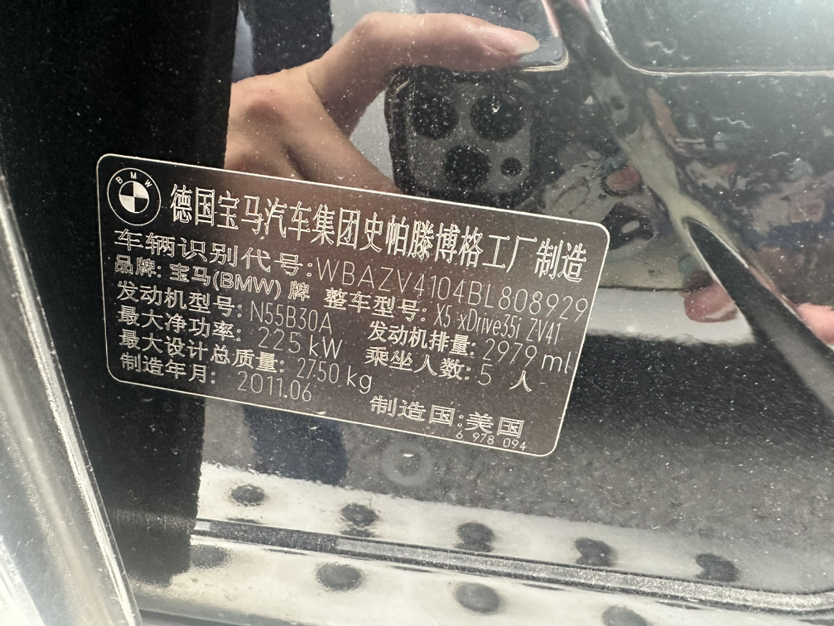 BMW
德国宝马汽车集团史帕滕博格工厂制造
车辆识别代号:WBAZV4104BL808929
品牌:宝马(BMW)牌 整车型号:X5 xDrive35i ZV41
发动机型号:N55B30A 发动机排量:2979ml
最大净功率: 225 kW 乘坐人数:5 人
最大设计总质量: 2750 kg
制造年月: 2011.06 制造国:美国
6 978 094